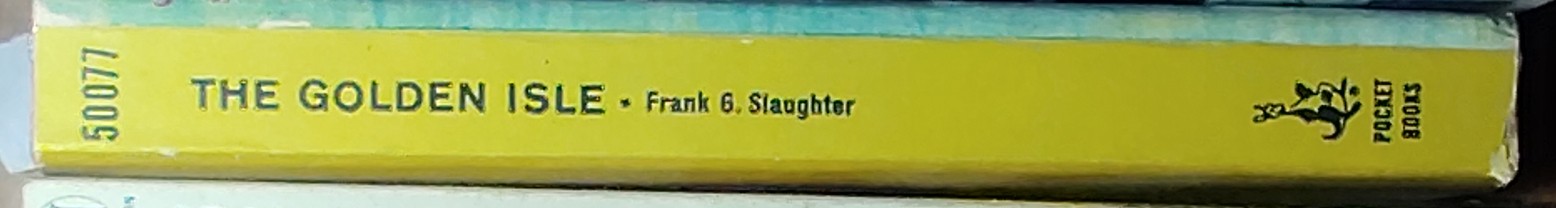 50077
THE GOLDEN ISLE • Frank G. Slaughter
POCKET
BOOKS